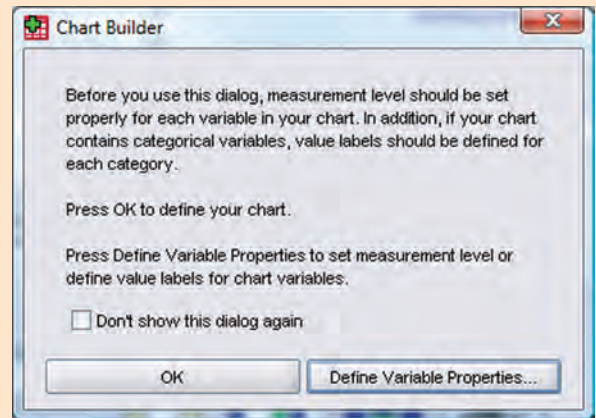 Chart Builder
Before you use this dialog, measurement level should be set
properly for each variable in your chart. In addition, if your chart
contains categorical variables, value labels should be defined for
each category.
Press OK to define your chart.
Press Define Variable Properties to set measurement level or
define value labels for chart variables.
Don't show this dialog again
OK
Define Variable Properties...